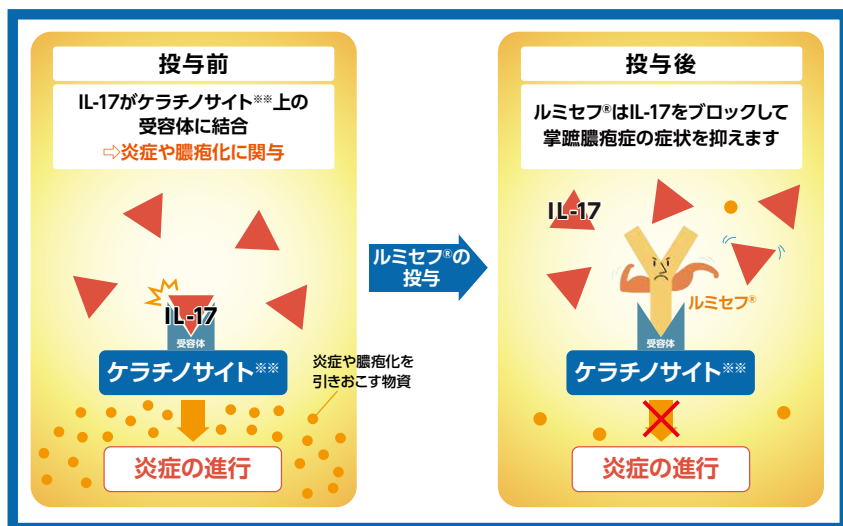 投与前
IL-17がケラチノサイト※※上の
受容体に結合
⇨炎症や膿疱化に関与
IL-17
受容体
ケラチノサイト※※
炎症や膿疱化を
引きおこす物資
炎症の進行
ルミセフ®の
投与
投与後
ルミセフ®はIL-17をブロックして
掌蹠膿疱症の症状を抑えます
IL-17
ルミセフ®
受容体
ケラチノサイト※※
炎症の進行